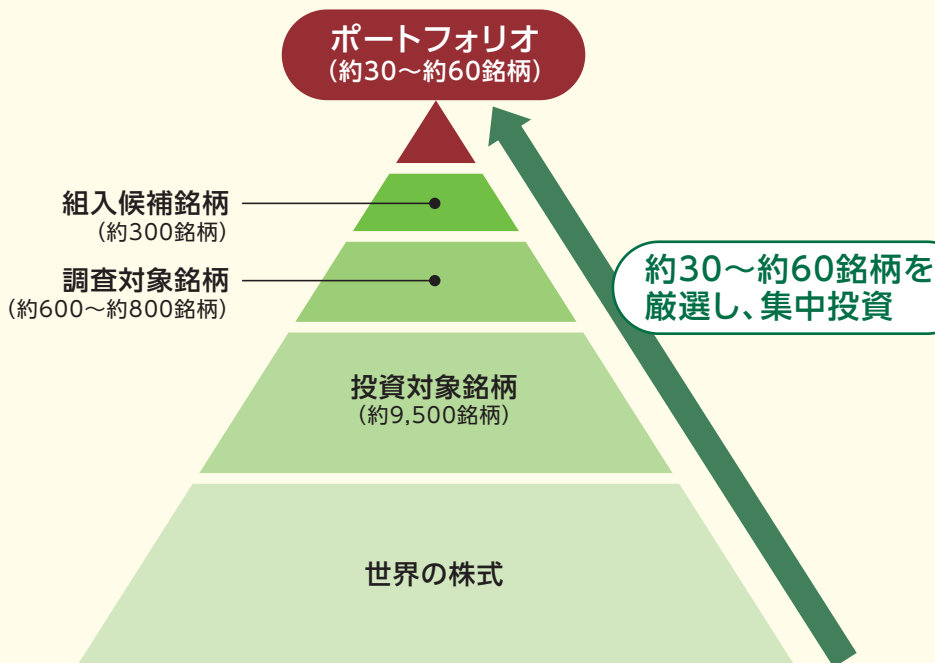 ポートフォリオ
(約30~約60銘柄)
組入候補銘柄
(約300銘柄)
調査対象銘柄
(約600~約800銘柄)
約30~約60銘柄を
厳選し、集中投資
投資対象銘柄
(約9,500銘柄)
世界の株式